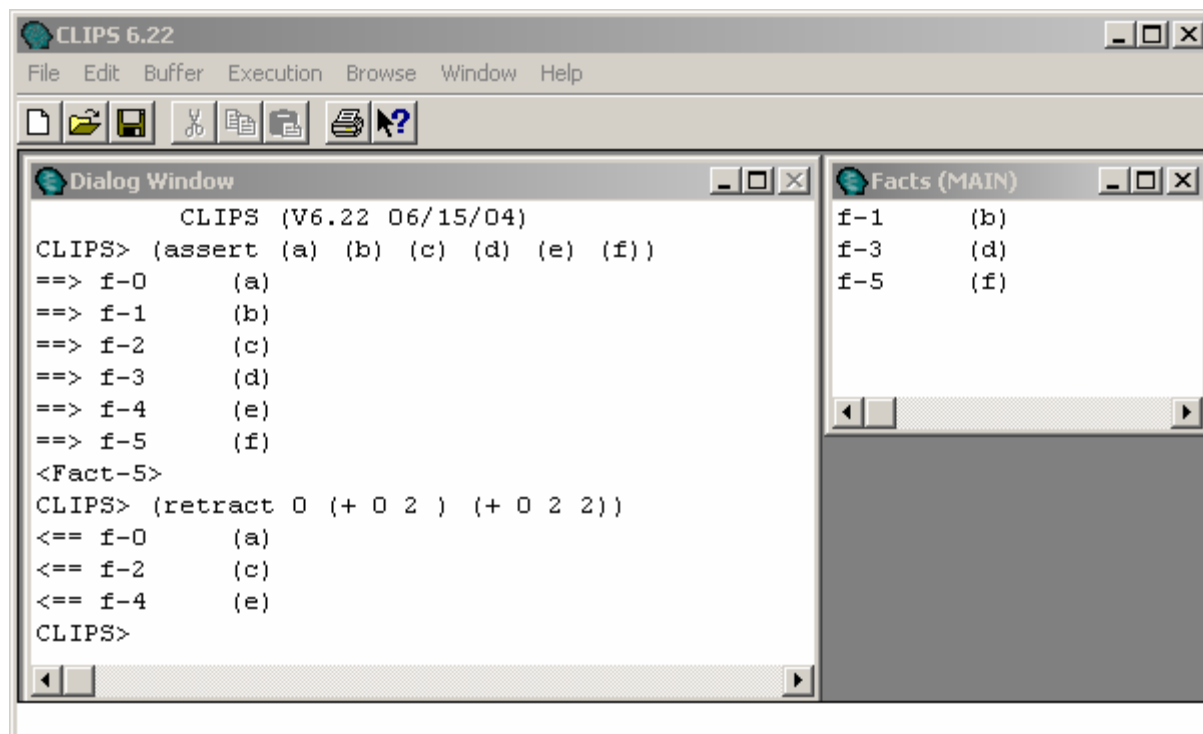 CLIPS 6.22
File Edit Buffer Execution Browse Window Help
Dialog Window
CLIPS (V6.22 06/15/04)
CLIPS> (assert (a) (b) (c) (d) (e) (f))
==> f-0 (a)
==> f-1 (b)
==> f-2 (c)
==> f-3 (d)
==> f-4 (e)
==> f-5 (f)
<Fact-5>
CLIPS> (retract 0 (+ 0 2 ) (+ 0 2 2))
<== f-0 (a)
<== f-2 (c)
<== f-4 (e)
CLIPS>
Facts (MAIN)
f-1 (b)
f-3 (d)
f-5 (f)